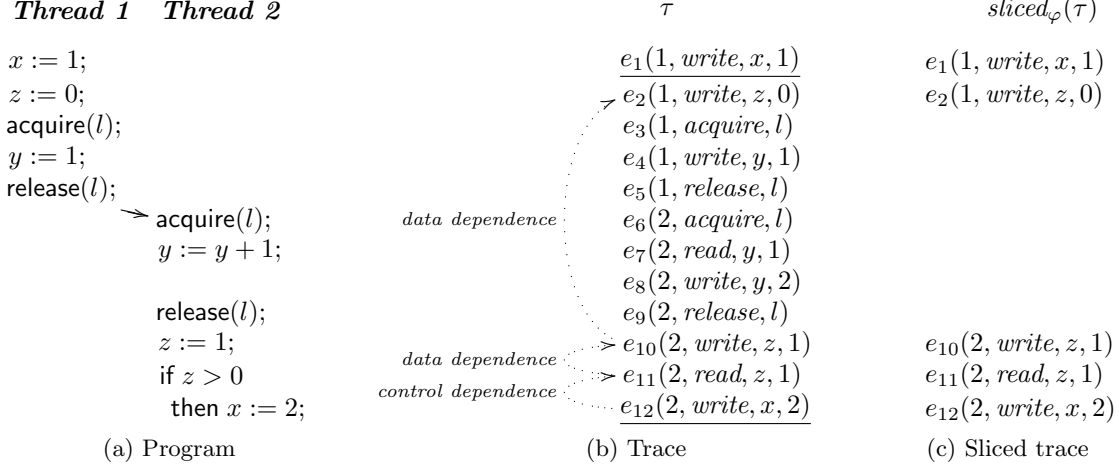 Thread 1 Thread 2 τ sliced_φ(τ)
x := 1; e₁(1, write, x, 1) e₁(1, write, x, 1)
z := 0; e₂(1, write, z, 0) e₂(1, write, z, 0)
acquire(l); e₃(1, acquire, l)
y := 1; e₄(1, write, y, 1)
release(l); e₅(1, release, l)
acquire(l); data dependence e₆(2, acquire, l)
y := y + 1; e₇(2, read, y, 1)
e₈(2, write, y, 2)
release(l); e₉(2, release, l)
z := 1; e₁₀(2, write, z, 1) e₁₀(2, write, z, 1)
data dependence
if z > 0 e₁₁(2, read, z, 1) e₁₁(2, read, z, 1)
control dependence
then x := 2; e₁₂(2, write, x, 2) e₁₂(2, write, x, 2)
(a) Program (b) Trace (c) Sliced trace